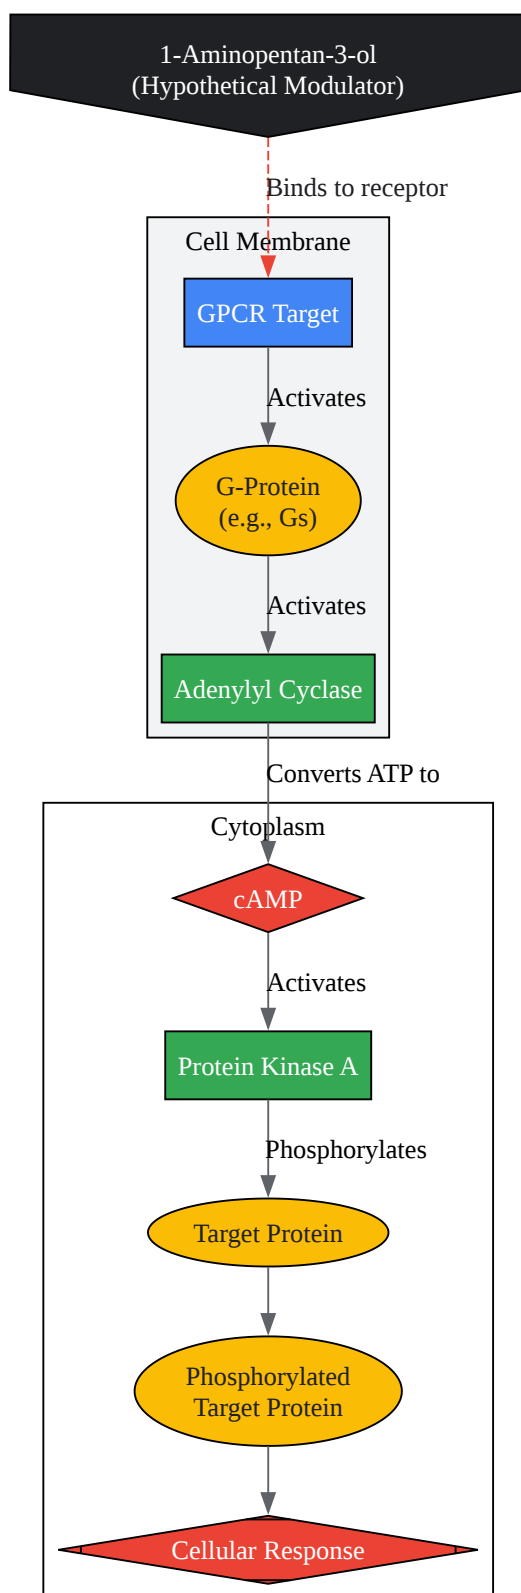 1-Aminopentan-3-ol
(Hypothetical Modulator)
Binds to receptor
Cell Membrane
GPCR Target
Activates
G-Protein
(e.g., Gs)
Activates
Adenylyl Cyclase
Converts ATP to
Cytoplasm
cAMP
Activates
Protein Kinase A
Phosphorylates
Target Protein
Phosphorylated
Target Protein
Cellular Response